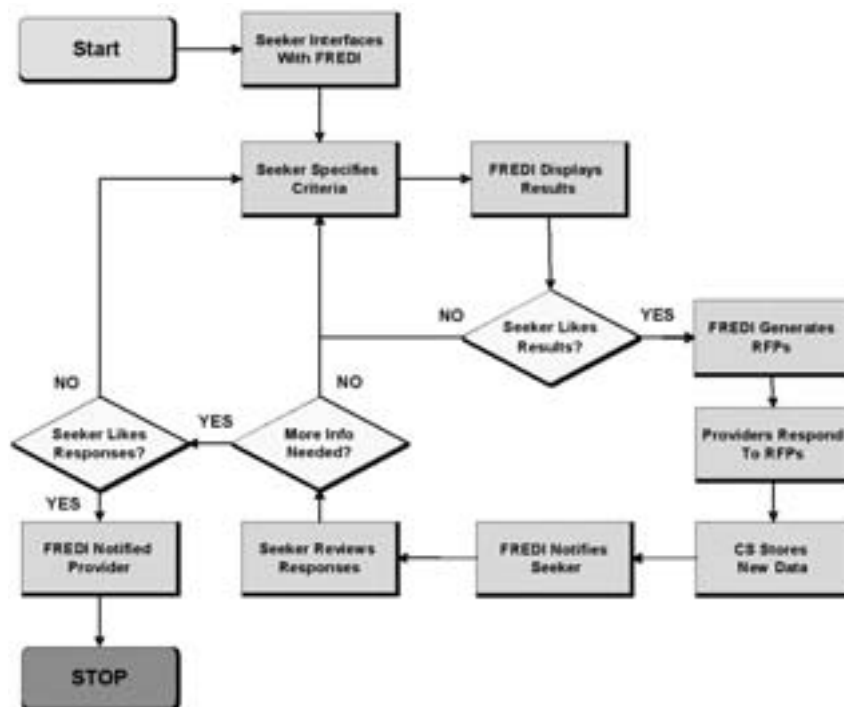 Start
Seeker Interfaces
With FREDI
Seeker Specifies
Criteria
FREDI Displays
Results
NO
Seeker Likes
Results?
YES
FREDI Generates
RFPs
NO
NO
Seeker Likes
Responses?
YES
More Info
Needed?
Providers Respond
To RFPs
YES
FREDI Notified
Provider
Seeker Reviews
Responses
FREDI Notifies
Seeker
CS Stores
New Data
STOP